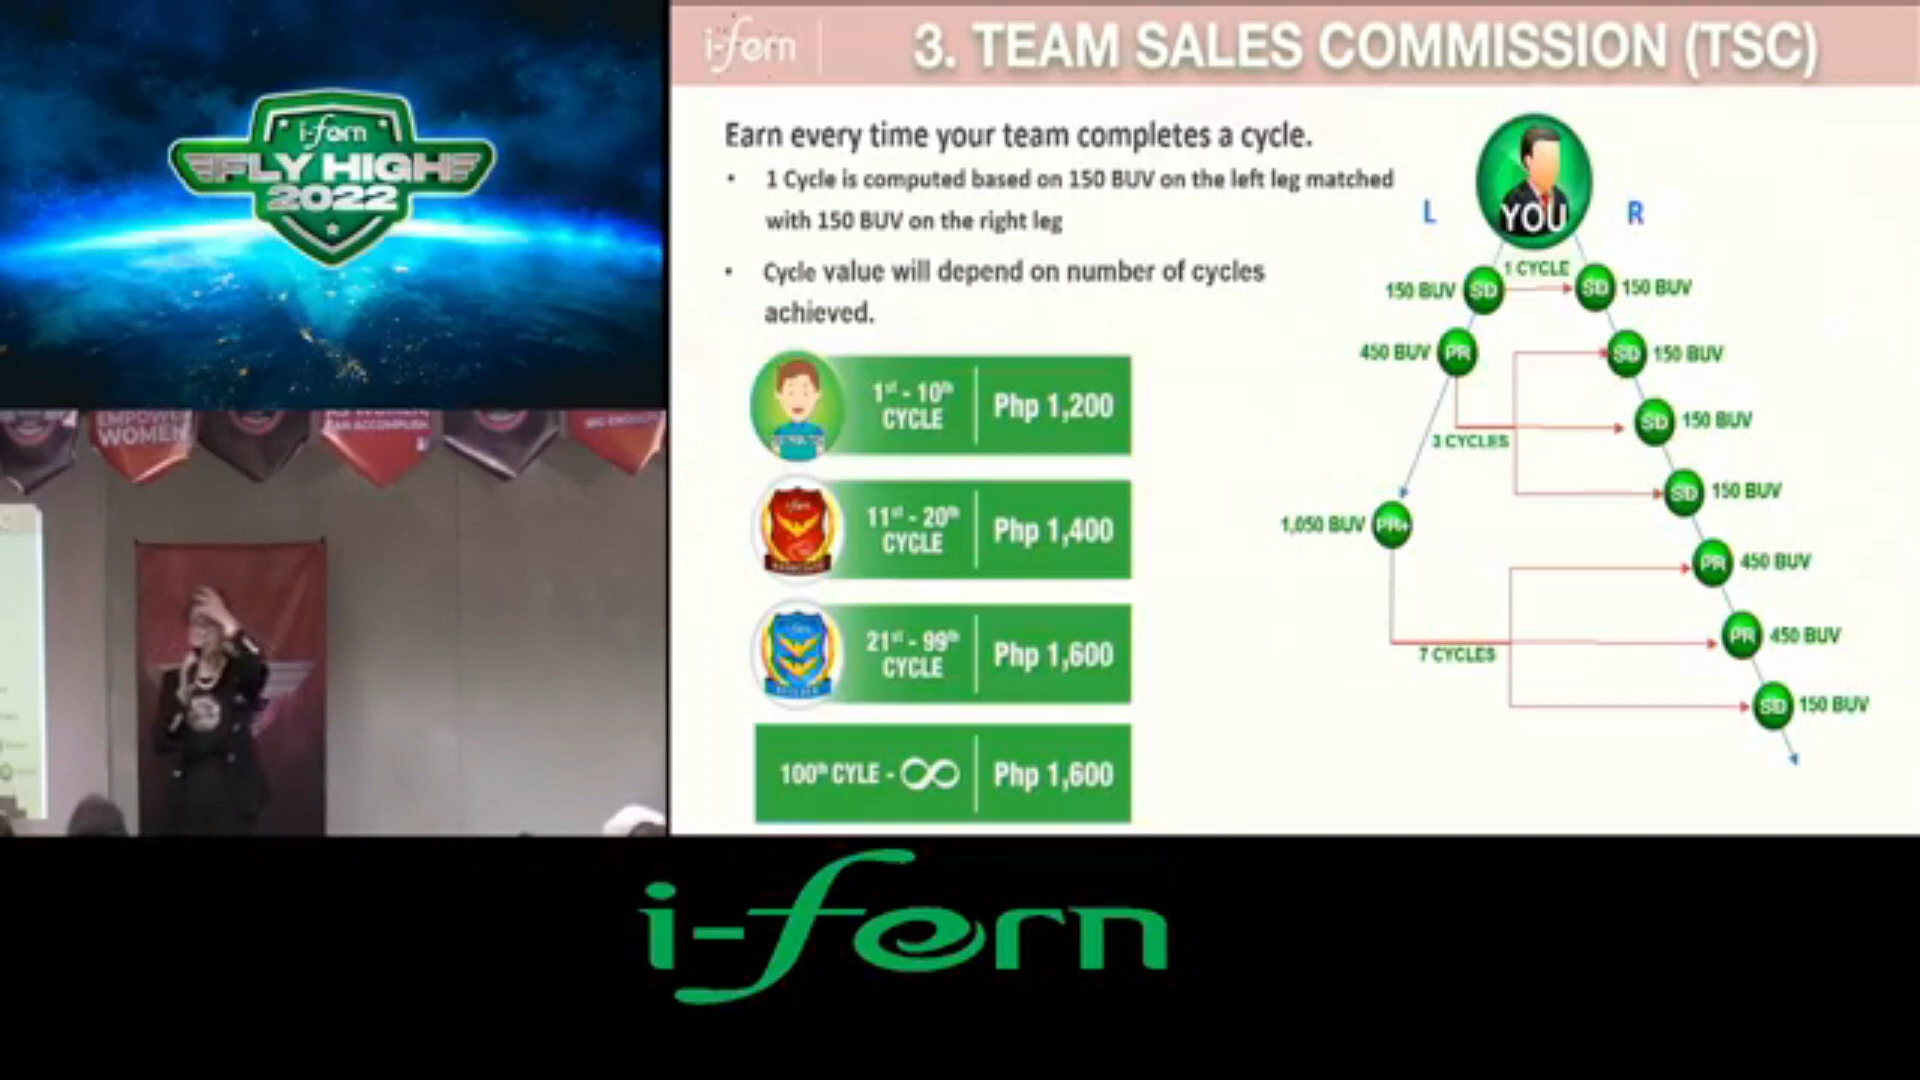 i-fern
FLY HIGH
2022
EMPOWER
WOMEN
i-fern
3. TEAM SALES COMMISSION (TSC)
Earn every time your team completes a cycle.
• 1 Cycle is computed based on 150 BUV on the left leg matched
with 150 BUV on the right leg
• Cycle value will depend on number of cycles
achieved.
1st - 10th
CYCLE
Php 1,200
11st - 20th
CYCLE
Php 1,400
21st - 99th
CYCLE
Php 1,600
100th CYLE - ∞
Php 1,600
YOU
L
R
1 CYCLE
150 BUV SD
SD 150 BUV
450 BUV PR
SD 150 BUV
SD 150 BUV
3 CYCLES
SD 150 BUV
1,050 BUV PR+
PR 450 BUV
PR 450 BUV
7 CYCLES
SD 150 BUV
i-fern